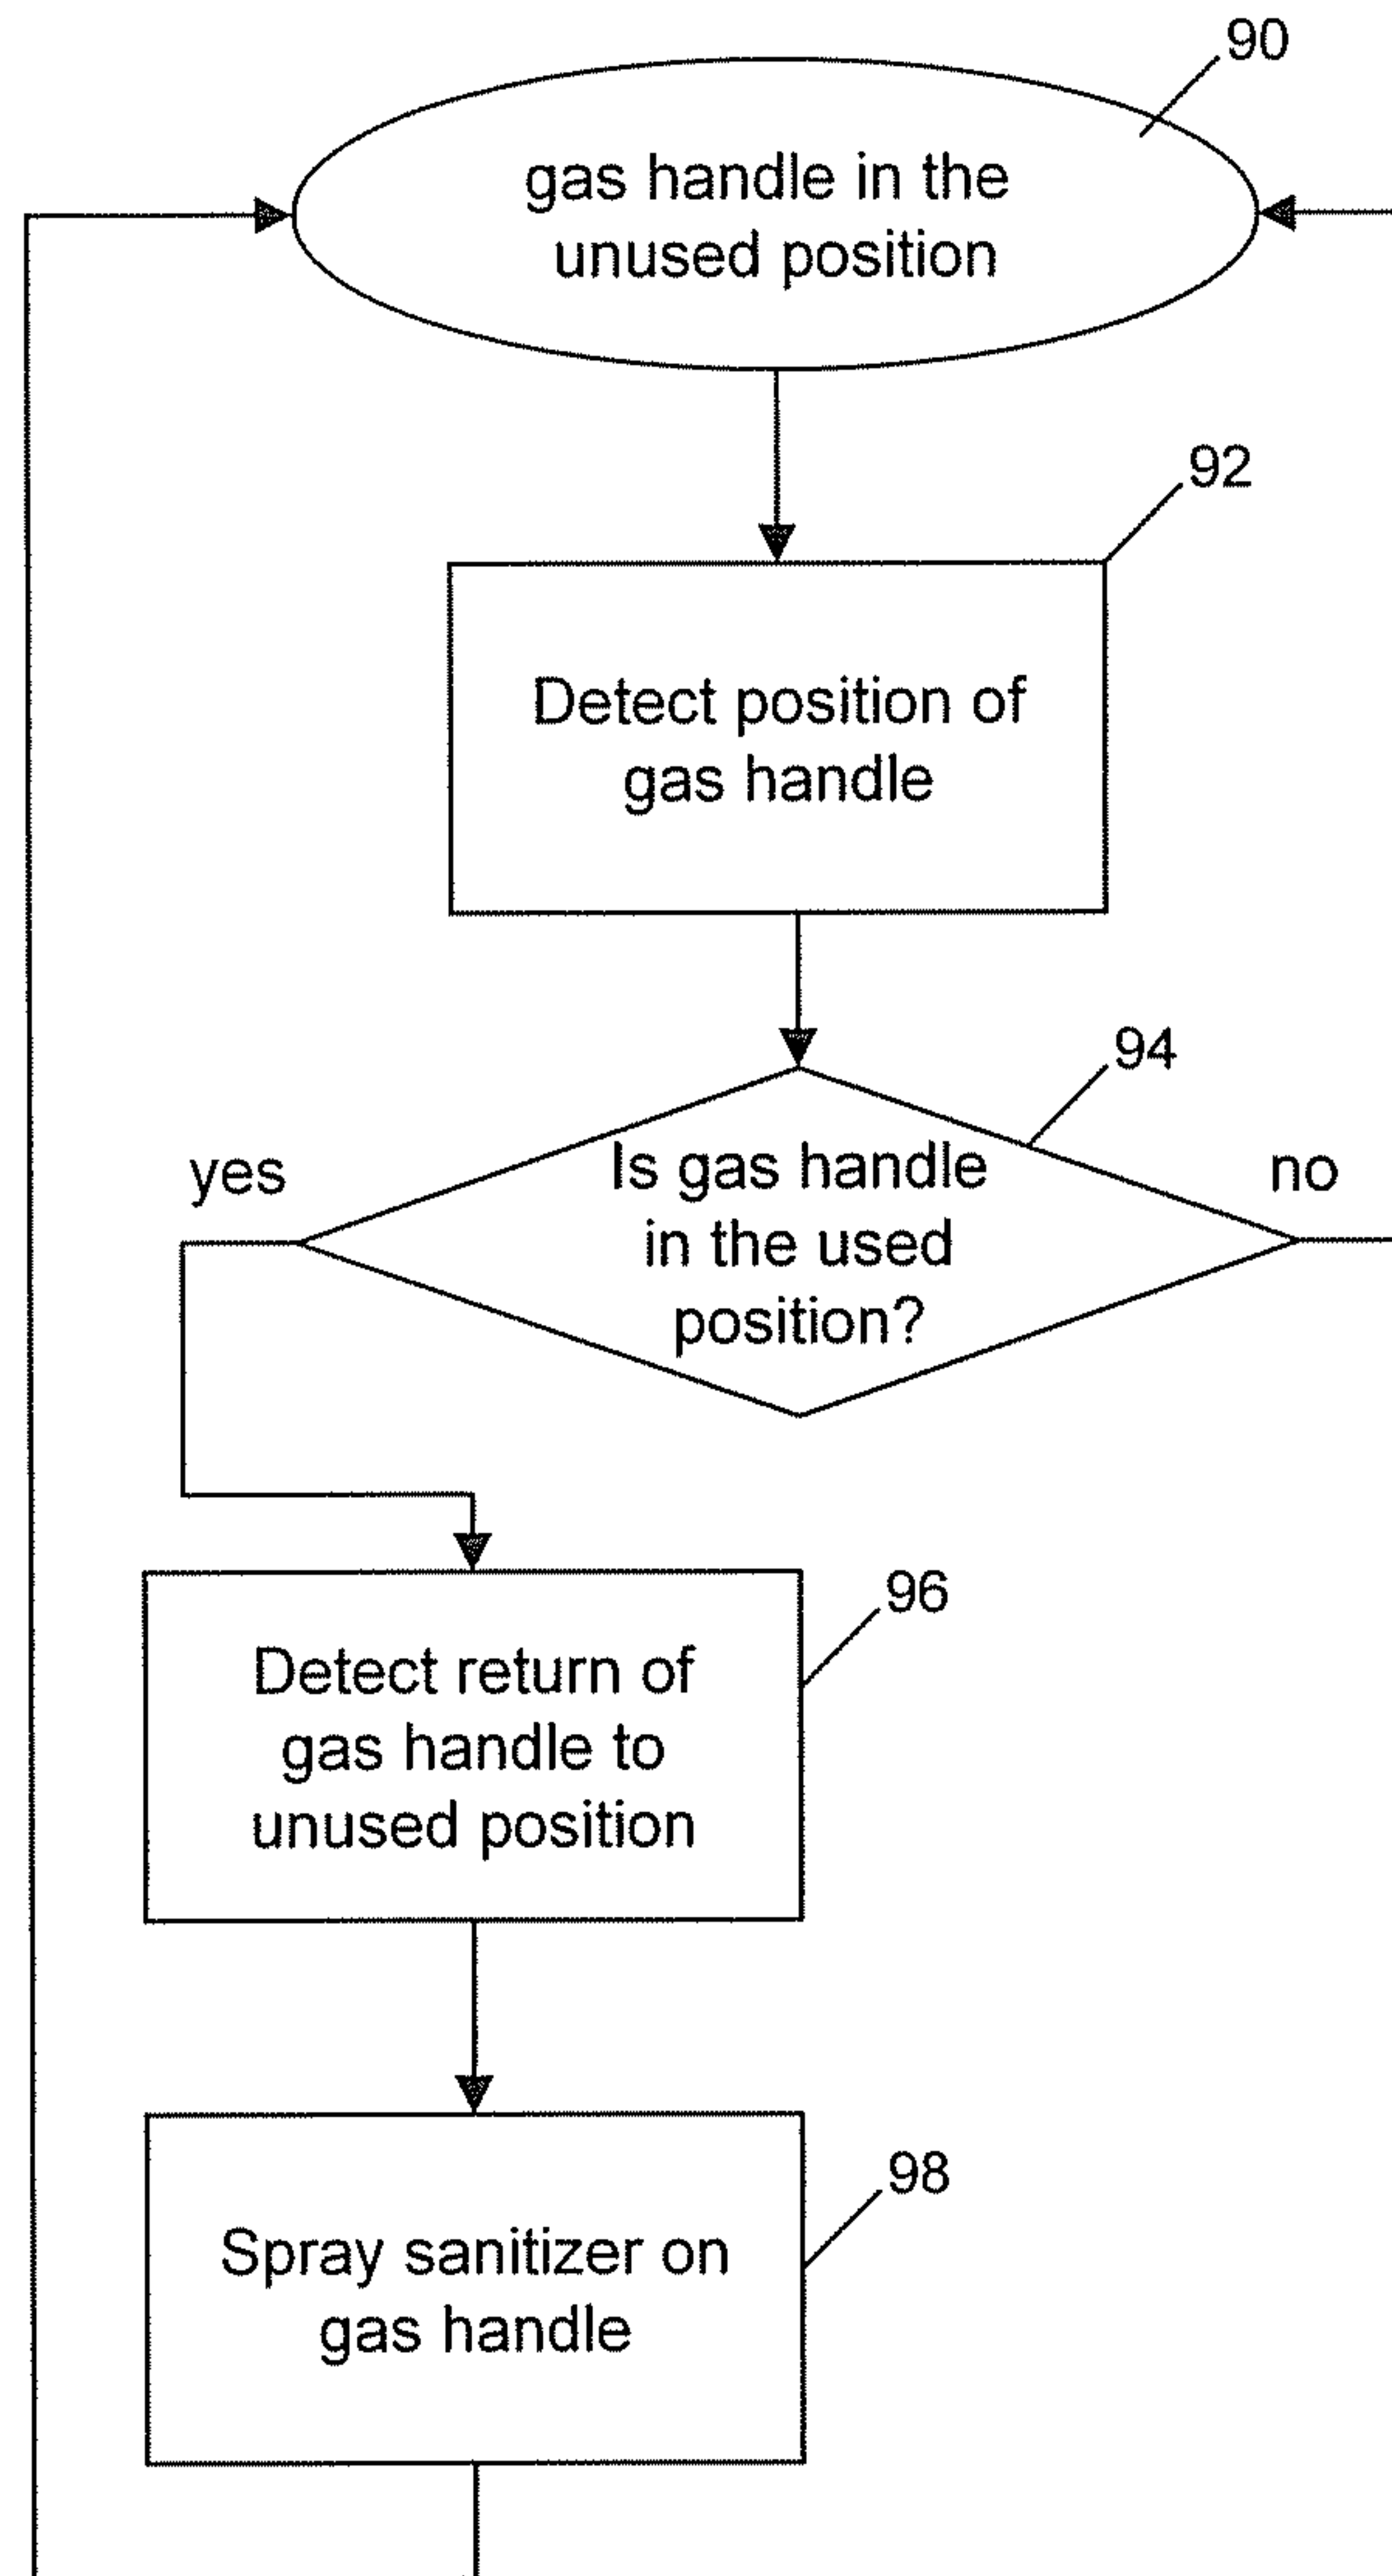 90
gas handle in the
unused position
92
Detect position of
gas handle
94
yes
Is gas handle
no
in the used
position?
96
Detect return of
gas handle to
unused position
98
Spray sanitizer on
gas handle